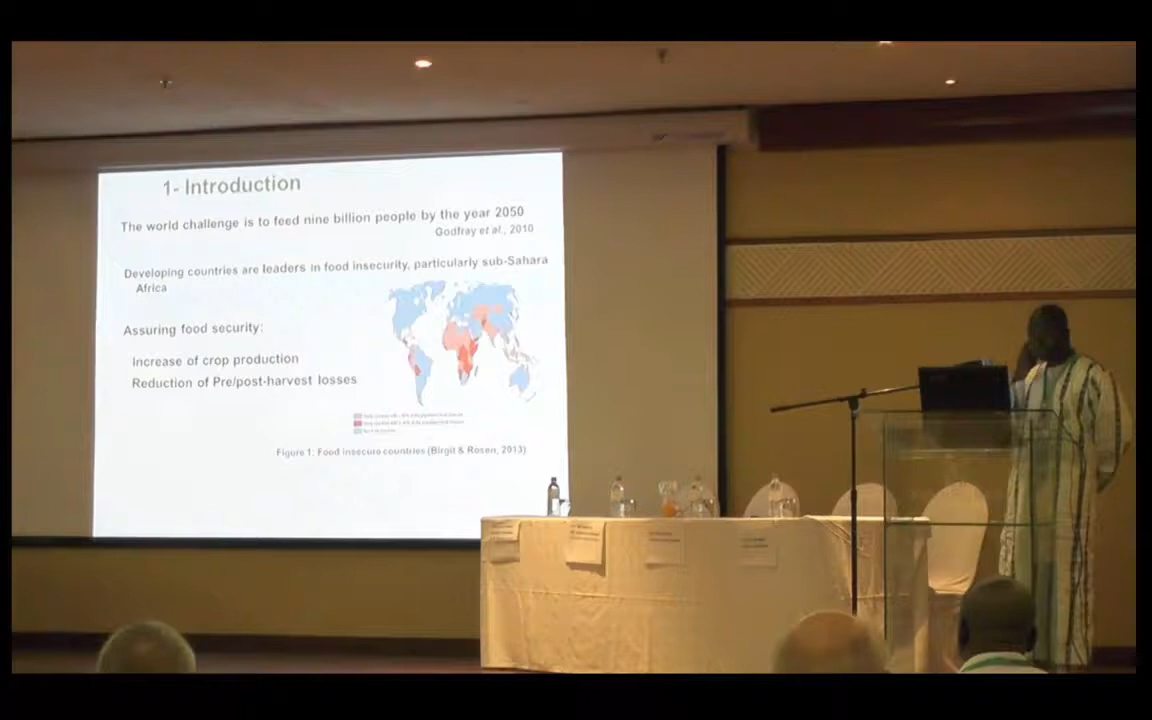 1- Introduction
The world challenge is to feed nine billion people by the year 2050
Godfray et al., 2010
Developing countries are leaders in food insecurity, particularly sub-Sahara
Africa
Assuring food security:
Increase of crop production
Reduction of Pre/post-harvest losses
Figure 1: Food insecure countries (Birgit & Rosen, 2013)